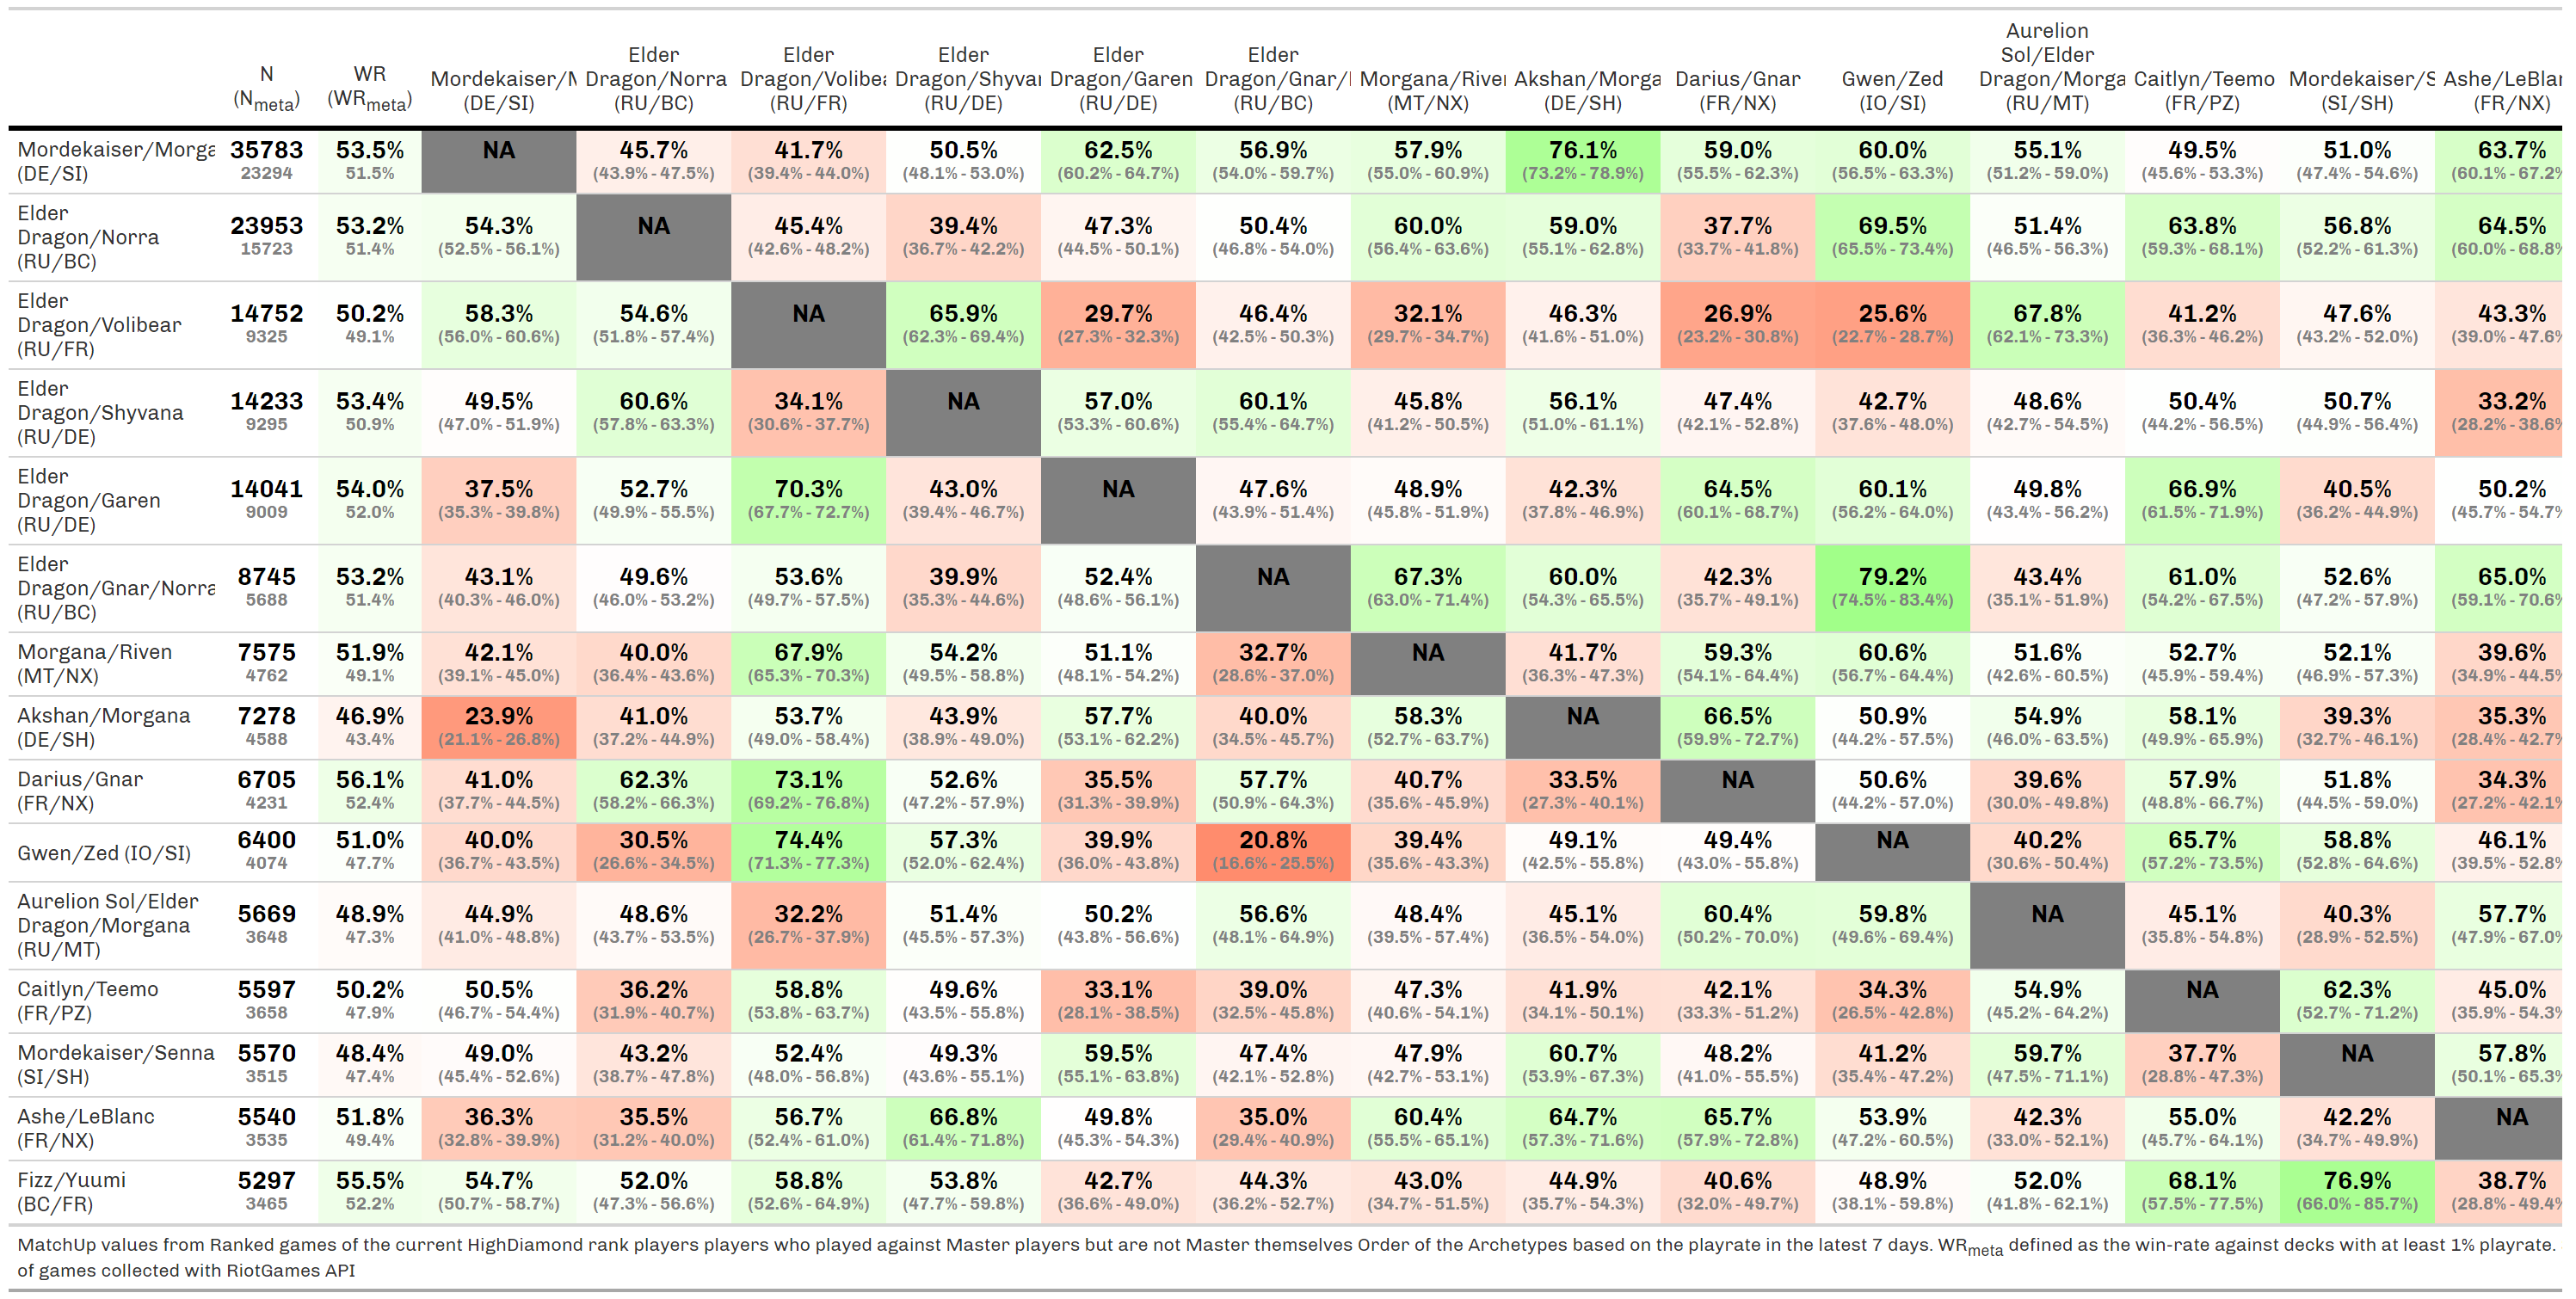 N (Nmeta) WR (WRmeta) Mordekaiser/M (DE/SI) Elder Dragon/Norra (RU/BC) Elder Dragon/Volibea (RU/FR) Elder Dragon/Shyvar (RU/DE) Elder Dragon/Garen (RU/DE) Elder Dragon/Gnar/ (RU/BC) Morgana/River (MT/NX) Akshan/Morga (DE/SH) Darius/Gnar (FR/NX) Gwen/Zed (IO/SI) Aurelion Sol/Elder Dragon/Morga (RU/MT) Caitlyn/Teemo (FR/PZ) Mordekaiser/S (SI/SH) Ashe/LeBlar (FR/NX)
Mordekaiser/Morga 35783 53.5% NA 45.7% 41.7% 50.5% 62.5% 56.9% 57.9% 76.1% 59.0% 60.0% 55.1% 49.5% 51.0% 63.7%
(DE/SI) 23294 51.5% (43.9% - 47.5%) (39.4% - 44.0%) (48.1% - 53.0%) (60.2% - 64.7%) (54.0% - 59.7%) (55.0% - 60.9%) (73.2% - 78.9%) (55.5% - 62.3%) (56.5% - 63.3%) (51.2% - 59.0%) (45.6% - 53.3%) (47.4% - 54.6%) (60.1% - 67.2%
Elder
Dragon/Norra 23953 53.2% 54.3% NA 45.4% 39.4% 47.3% 50.4% 60.0% 59.0% 37.7% 69.5% 51.4% 63.8% 56.8% 64.5%
(RU/BC) 15723 51.4% (52.5% - 56.1%) (42.6% - 48.2%) (36.7% - 42.2%) (44.5% - 50.1%) (46.8% - 54.0%) (56.4% - 63.6%) (55.1% - 62.8%) (33.7% - 41.8%) (65.5% - 73.4%) (46.5% - 56.3%) (59.3% - 68.1%) (52.2% - 61.3%) (60.0% - 68.8%
Elder
Dragon/Volibear 14752 50.2% 58.3% 54.6% NA 65.9% 29.7% 46.4% 32.1% 46.3% 26.9% 25.6% 67.8% 41.2% 47.6% 43.3%
(RU/FR) 9325 49.1% (56.0% - 60.6%) (51.8% - 57.4%) (62.3% - 69.4%) (27.3% - 32.3%) (42.5% - 50.3%) (29.7% - 34.7%) (41.6% - 51.0%) (23.2% - 30.8%) (22.7% - 28.7%) (62.1% - 73.3%) (36.3% - 46.2%) (43.2% - 52.0%) (39.0% - 47.6%
Elder
Dragon/Shyvana 14233 53.4% 49.5% 60.6% 34.1% NA 57.0% 60.1% 45.8% 56.1% 47.4% 42.7% 48.6% 50.4% 50.7% 33.2%
(RU/DE) 9295 50.9% (47.0% - 51.9%) (57.8% - 63.3%) (30.6% - 37.7%) (53.3% - 60.6%) (55.4% - 64.7%) (41.2% - 50.5%) (51.0% - 61.1%) (42.1% - 52.8%) (37.6% - 48.0%) (42.7% - 54.5%) (44.2% - 56.5%) (44.9% - 56.4%) (28.2% - 38.6%
Elder
Dragon/Garen 14041 54.0% 37.5% 52.7% 70.3% 43.0% NA 47.6% 48.9% 42.3% 64.5% 60.1% 49.8% 66.9% 40.5% 50.2%
(RU/DE) 9009 52.0% (35.3% - 39.8%) (49.9% - 55.5%) (67.7% - 72.7%) (39.4% - 46.7%) (43.9% - 51.4%) (45.8% - 51.9%) (37.8% - 46.9%) (60.1% - 68.7%) (56.2% - 64.0%) (43.4% - 56.2%) (61.5% - 71.9%) (36.2% - 44.9%) (45.7% - 54.7%
Elder
Dragon/Gnar/Norra 8745 53.2% 43.1% 49.6% 53.6% 39.9% 52.4% NA 67.3% 60.0% 42.3% 79.2% 43.4% 61.0% 52.6% 65.0%
(RU/BC) 5688 51.4% (40.3% - 46.0%) (46.0% - 53.2%) (49.7% - 57.5%) (35.3% - 44.6%) (48.6% - 56.1%) (63.0% - 71.4%) (54.3% - 65.5%) (35.7% - 49.1%) (74.5% - 83.4%) (35.1% - 51.9%) (54.2% - 67.5%) (47.2% - 57.9%) (59.1% - 70.6%
Morgana/Riven 7575 51.9% 42.1% 40.0% 67.9% 54.2% 51.1% 32.7% NA 41.7% 59.3% 60.6% 51.6% 52.7% 52.1% 39.6%
(MT/NX) 4762 49.1% (39.1% - 45.0%) (36.4% - 43.6%) (65.3% - 70.3%) (49.5% - 58.8%) (48.1% - 54.2%) (28.6% - 37.0%) (36.3% - 47.3%) (54.1% - 64.4%) (56.7% - 64.4%) (42.6% - 60.5%) (45.9% - 59.4%) (46.9% - 57.3%) (34.9% - 44.5%
Akshan/Morgana 7278 46.9% 23.9% 41.0% 53.7% 43.9% 57.7% 40.0% 58.3% NA 66.5% 50.9% 54.9% 58.1% 39.3% 35.3%
(DE/SH) 4588 43.4% (21.1% - 26.8%) (37.2% - 44.9%) (49.0% - 58.4%) (38.9% - 49.0%) (53.1% - 62.2%) (34.5% - 45.7%) (52.7% - 63.7%) (59.9% - 72.7%) (44.2% - 57.5%) (46.0% - 63.5%) (49.9% - 65.9%) (32.7% - 46.1%) (28.4% - 42.7%
Darius/Gnar 6705 56.1% 41.0% 62.3% 73.1% 52.6% 35.5% 57.7% 40.7% 33.5% NA 50.6% 39.6% 57.9% 51.8% 34.3%
(FR/NX) 4231 52.4% (37.7% - 44.5%) (58.2% - 66.3%) (69.2% - 76.8%) (47.2% - 57.9%) (31.3% - 39.9%) (50.9% - 64.3%) (35.6% - 45.9%) (27.3% - 40.1%) (44.2% - 57.0%) (30.0% - 49.8%) (48.8% - 66.7%) (44.5% - 59.0%) (27.2% - 42.1%
Gwen/Zed (IO/SI) 6400 51.0% 40.0% 30.5% 74.4% 57.3% 39.9% 20.8% 39.4% 49.1% 49.4% NA 40.2% 65.7% 58.8% 46.1%
4074 47.7% (36.7% - 43.5%) (26.6% - 34.5%) (71.3% - 77.3%) (52.0% - 62.4%) (36.0% - 43.8%) (16.6% - 25.5%) (35.6% - 43.3%) (42.5% - 55.8%) (43.0% - 55.8%) (30.6% - 50.4%) (57.2% - 73.5%) (52.8% - 64.6%) (39.5% - 52.8%
Aurelion Sol/Elder
Dragon/Morgana 5669 48.9% 44.9% 48.6% 32.2% 51.4% 50.2% 56.6% 48.4% 45.1% 60.4% 59.8% NA 45.1% 40.3% 57.7%
(RU/MT) 3648 47.3% (41.0% - 48.8%) (43.7% - 53.5%) (26.7% - 37.9%) (45.5% - 57.3%) (43.8% - 56.6%) (48.1% - 64.9%) (39.5% - 57.4%) (36.5% - 54.0%) (50.2% - 70.0%) (49.6% - 69.4%) (35.8% - 54.8%) (28.9% - 52.5%) (47.9% - 67.0%
Caitlyn/Teemo 5597 50.2% 50.5% 36.2% 58.8% 49.6% 33.1% 39.0% 47.3% 41.9% 42.1% 34.3% 54.9% NA 62.3% 45.0%
(FR/PZ) 3658 47.9% (46.7% - 54.4%) (31.9% - 40.7%) (53.8% - 63.7%) (43.5% - 55.8%) (28.1% - 38.5%) (32.5% - 45.8%) (40.6% - 54.1%) (34.1% - 50.1%) (33.3% - 51.2%) (26.5% - 42.8%) (45.2% - 64.2%) (52.7% - 71.2%) (35.9% - 54.3%
Mordekaiser/Senna 5570 48.4% 49.0% 43.2% 52.4% 49.3% 59.5% 47.4% 47.9% 60.7% 48.2% 41.2% 59.7% 37.7% NA 57.8%
(SI/SH) 3515 47.4% (45.4% - 52.6%) (38.7% - 47.8%) (48.0% - 56.8%) (43.6% - 55.1%) (55.1% - 63.8%) (42.1% - 52.8%) (42.7% - 53.1%) (53.9% - 67.3%) (41.0% - 55.5%) (35.4% - 47.2%) (47.5% - 71.1%) (28.8% - 47.3%) (50.1% - 65.3%
Ashe/LeBlanc 5540 51.8% 36.3% 35.5% 56.7% 66.8% 49.8% 35.0% 60.4% 64.7% 65.7% 53.9% 42.3% 55.0% 42.2% NA
(FR/NX) 3535 49.4% (32.8% - 39.9%) (31.2% - 40.0%) (52.4% - 61.0%) (61.4% - 71.8%) (45.3% - 54.3%) (29.4% - 40.9%) (55.5% - 65.1%) (57.3% - 71.6%) (57.9% - 72.8%) (47.2% - 60.5%) (33.0% - 52.1%) (45.7% - 64.1%) (34.7% - 49.9%)
Fizz/Yuumi 5297 55.5% 54.7% 52.0% 58.8% 53.8% 42.7% 44.3% 43.0% 44.9% 40.6% 48.9% 52.0% 68.1% 76.9% 38.7%
(BC/FR) 3465 52.2% (50.7% - 58.7%) (47.3% - 56.6%) (52.6% - 64.9%) (47.7% - 59.8%) (36.6% - 49.0%) (36.2% - 52.7%) (34.7% - 51.5%) (35.7% - 54.3%) (32.0% - 49.7%) (38.1% - 59.8%) (41.8% - 62.1%) (57.5% - 77.5%) (66.0% - 85.7%) (28.8% - 49.4%
MatchUp values from Ranked games of the current HighDiamond rank players players who played against Master players but are not Master themselves Order of the Archetypes based on the playrate in the latest 7 days. WRmeta defined as the win-rate against decks with at least 1% playrate.
of games collected with RiotGames API